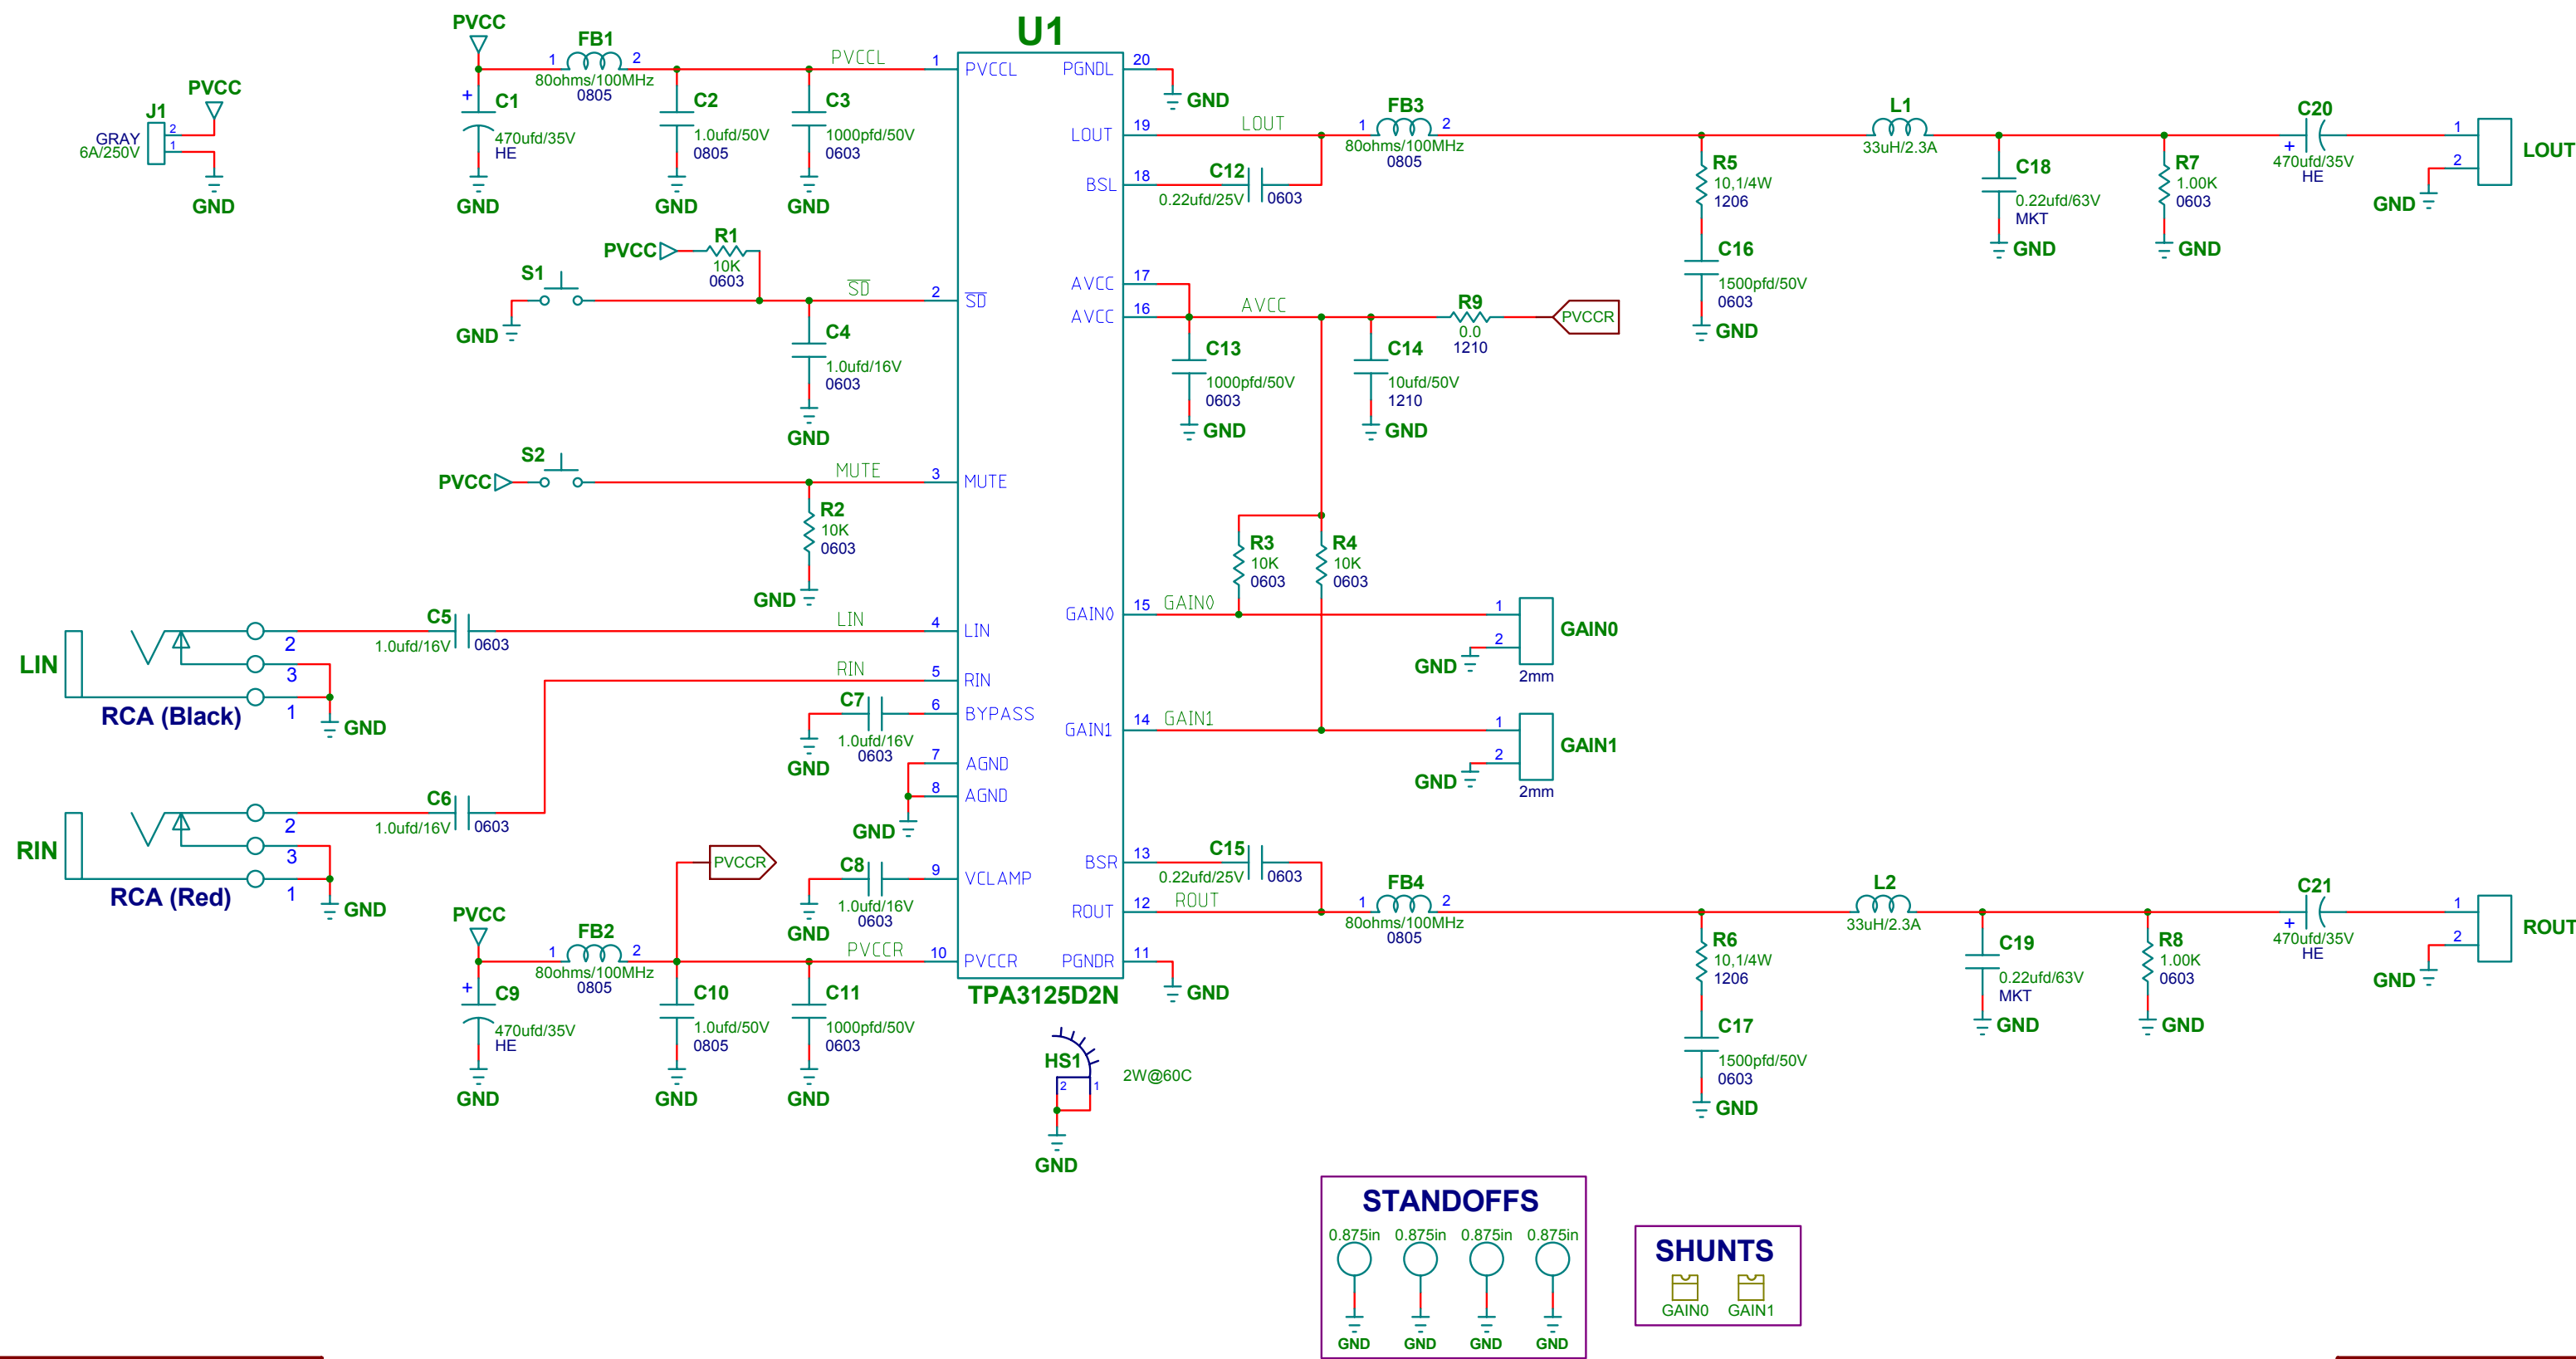 U1
PVCC
FB1
1
2
80ohms/100MHz
0805
PVCCL
1
PVCCL
+
C1
470ufd/35V
HE
GND
C2
1.0ufd/50V
0805
GND
C3
1000pfd/50V
0603
GND
J1
PVCC
GRAY
6A/250V
2
1
GND
PVCC
R1
10K
0603
S1
GND
SD
2
SD
C4
1.0ufd/16V
0603
GND
S2
PVCC
MUTE
3
MUTE
R2
10K
0603
GND
LIN
2
3
1
RCA (Black)
GND
C5
1.0ufd/16V
0603
LIN
4
LIN
RIN
5
RIN
C7
1.0ufd/16V
0603
GND
6
BYPASS
7
AGND
8
AGND
GND
RIN
2
3
1
RCA (Red)
GND
C6
1.0ufd/16V
0603
PVCCR
C8
1.0ufd/16V
0603
GND
9
VCLAMP
PVCC
FB2
1
2
80ohms/100MHz
0805
PVCCR
10
PVCCR
+
C9
470ufd/35V
HE
GND
C10
1.0ufd/50V
0805
GND
C11
1000pfd/50V
0603
GND
TPA3125D2N
PGNDL
20
GND
LOUT
19
LOUT
BSL
18
C12
0.22ufd/25V
0603
FB3
1
2
80ohms/100MHz
0805
R5
10,1/4W
1206
C16
1500pfd/50V
0603
GND
L1
33uH/2.3A
C18
0.22ufd/63V
MKT
GND
R7
1.00K
0603
GND
C20
+
470ufd/35V
HE
1
2
LOUT
GND
AVCC
17
AVCC
16
AVCC
C13
1000pfd/50V
0603
GND
C14
10ufd/50V
1210
GND
R9
0.0
1210
PVCCR
R3
10K
0603
R4
10K
0603
GAIN0
15
GAIN0
1
2
GAIN0
GND
2mm
GAIN1
14
GAIN1
1
2
GAIN1
GND
2mm
BSR
13
C15
0.22ufd/25V
0603
ROUT
12
ROUT
FB4
1
2
80ohms/100MHz
0805
PGNDR
11
GND
R6
10,1/4W
1206
C17
1500pfd/50V
0603
GND
L2
33uH/2.3A
C19
0.22ufd/63V
MKT
GND
R8
1.00K
0603
GND
C21
+
470ufd/35V
HE
1
2
ROUT
GND
HS1
2
1
2W@60C
GND
STANDOFFS
0.875in 0.875in 0.875in 0.875in
GND GND GND GND
SHUNTS
GAIN0 GAIN1